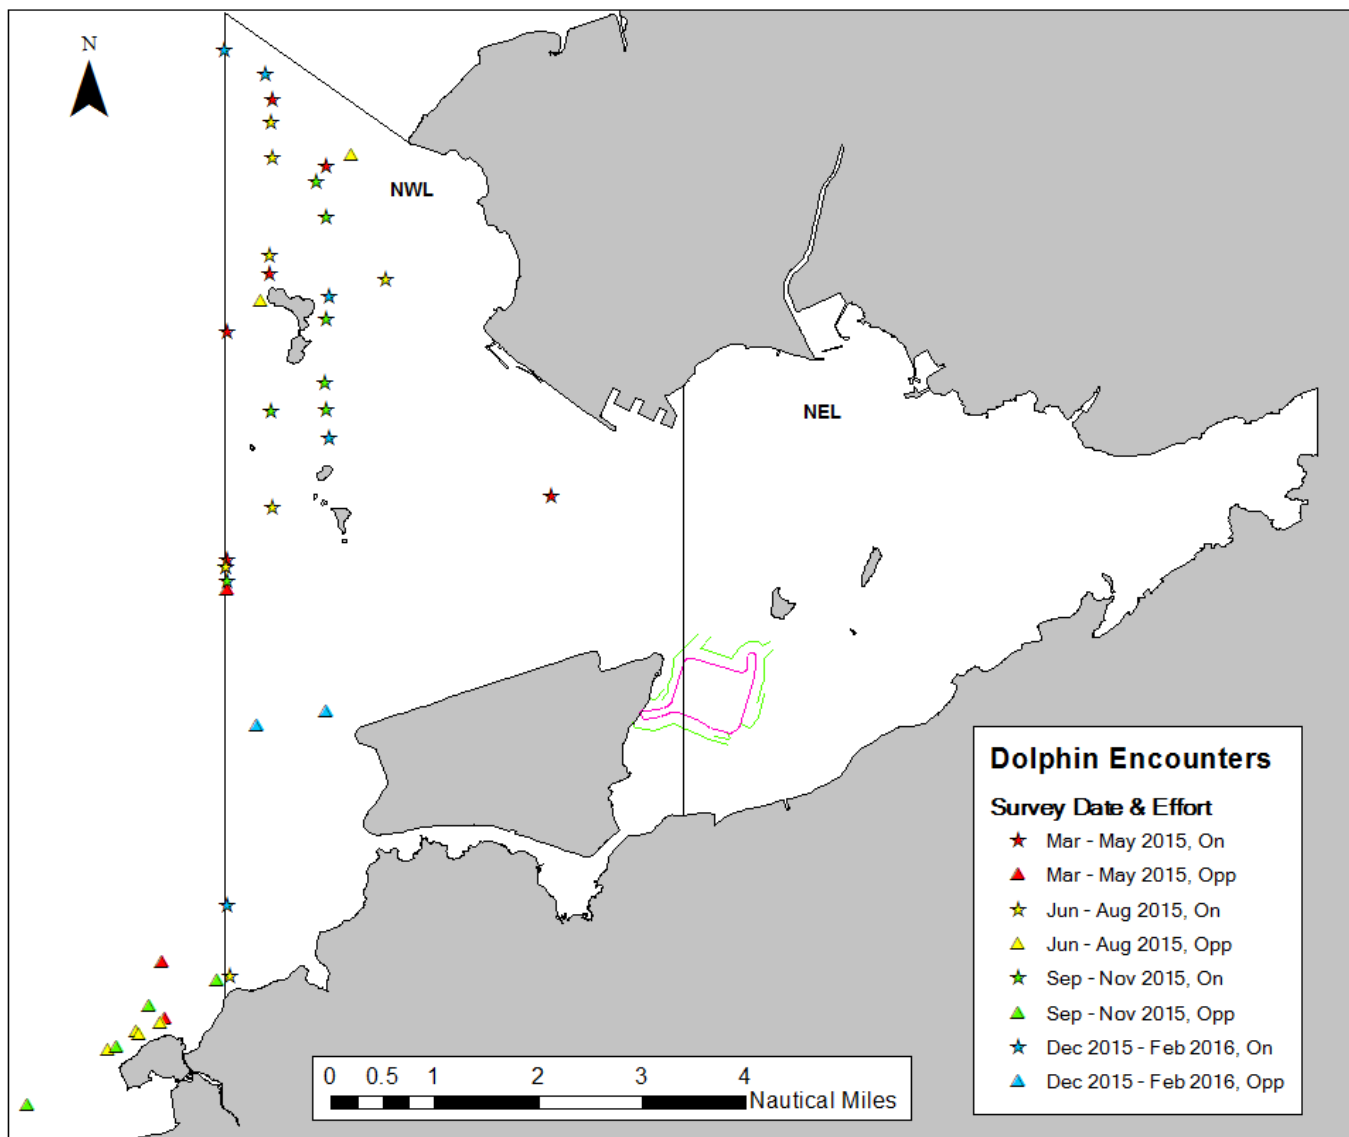 N
NWL
NEL
Dolphin Encounters
Survey Date & Effort
Mar - May 2015, On
Mar - May 2015, Opp
Jun - Aug 2015, On
Jun - Aug 2015, Opp
Sep - Nov 2015, On
Sep - Nov 2015, Opp
Dec 2015 - Feb 2016, On
Dec 2015 - Feb 2016, Opp
0 0.5 1 2 3 4
Nautical Miles